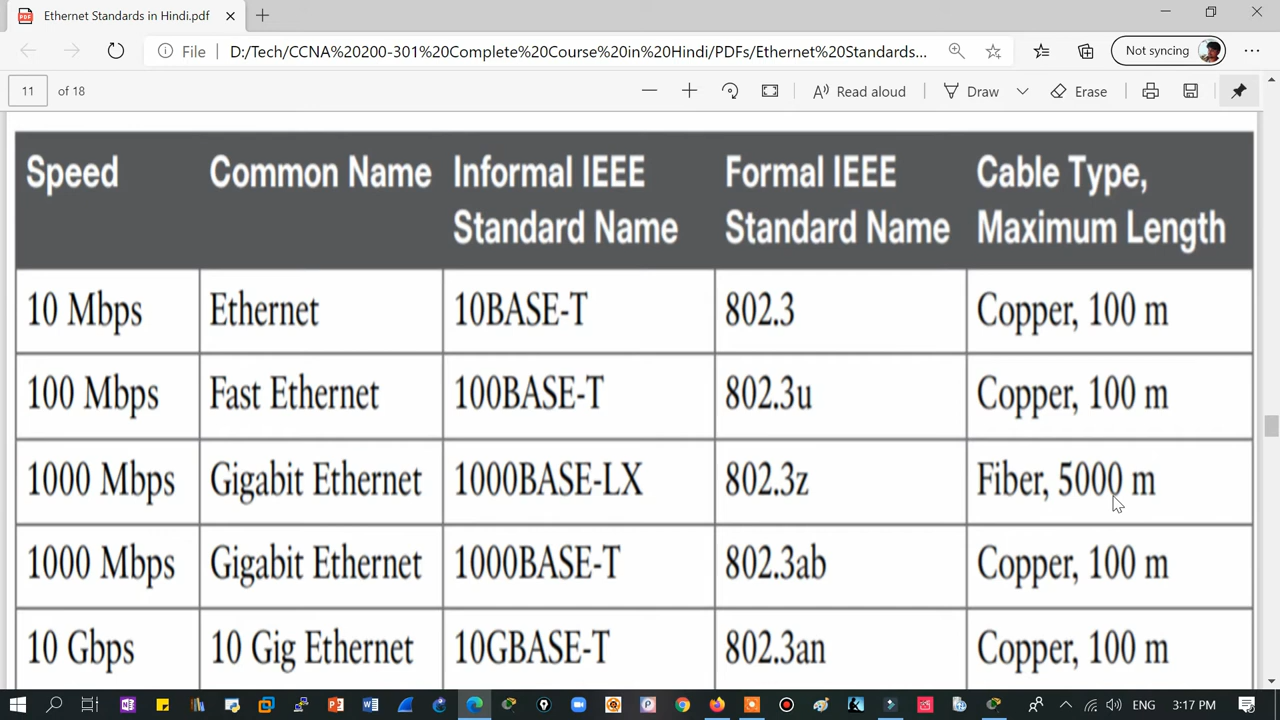 Ethernet Standards in Hindi.pdf
File
D:/Tech/CCNA%20200-301%20Complete%20Course%20in%20Hindi/PDFs/Ethernet%20Standards...
Not syncing
11 of 18
Read aloud
Draw
Erase
Speed Common Name Informal IEEE Standard Name Formal IEEE Standard Name Cable Type, Maximum Length
10 Mbps Ethernet 10BASE-T 802.3 Copper, 100 m
100 Mbps Fast Ethernet 100BASE-T 802.3u Copper, 100 m
1000 Mbps Gigabit Ethernet 1000BASE-LX 802.3z Fiber, 5000 m
1000 Mbps Gigabit Ethernet 1000BASE-T 802.3ab Copper, 100 m
10 Gbps 10 Gig Ethernet 10GBASE-T 802.3an Copper, 100 m
ENG 3:17 PM